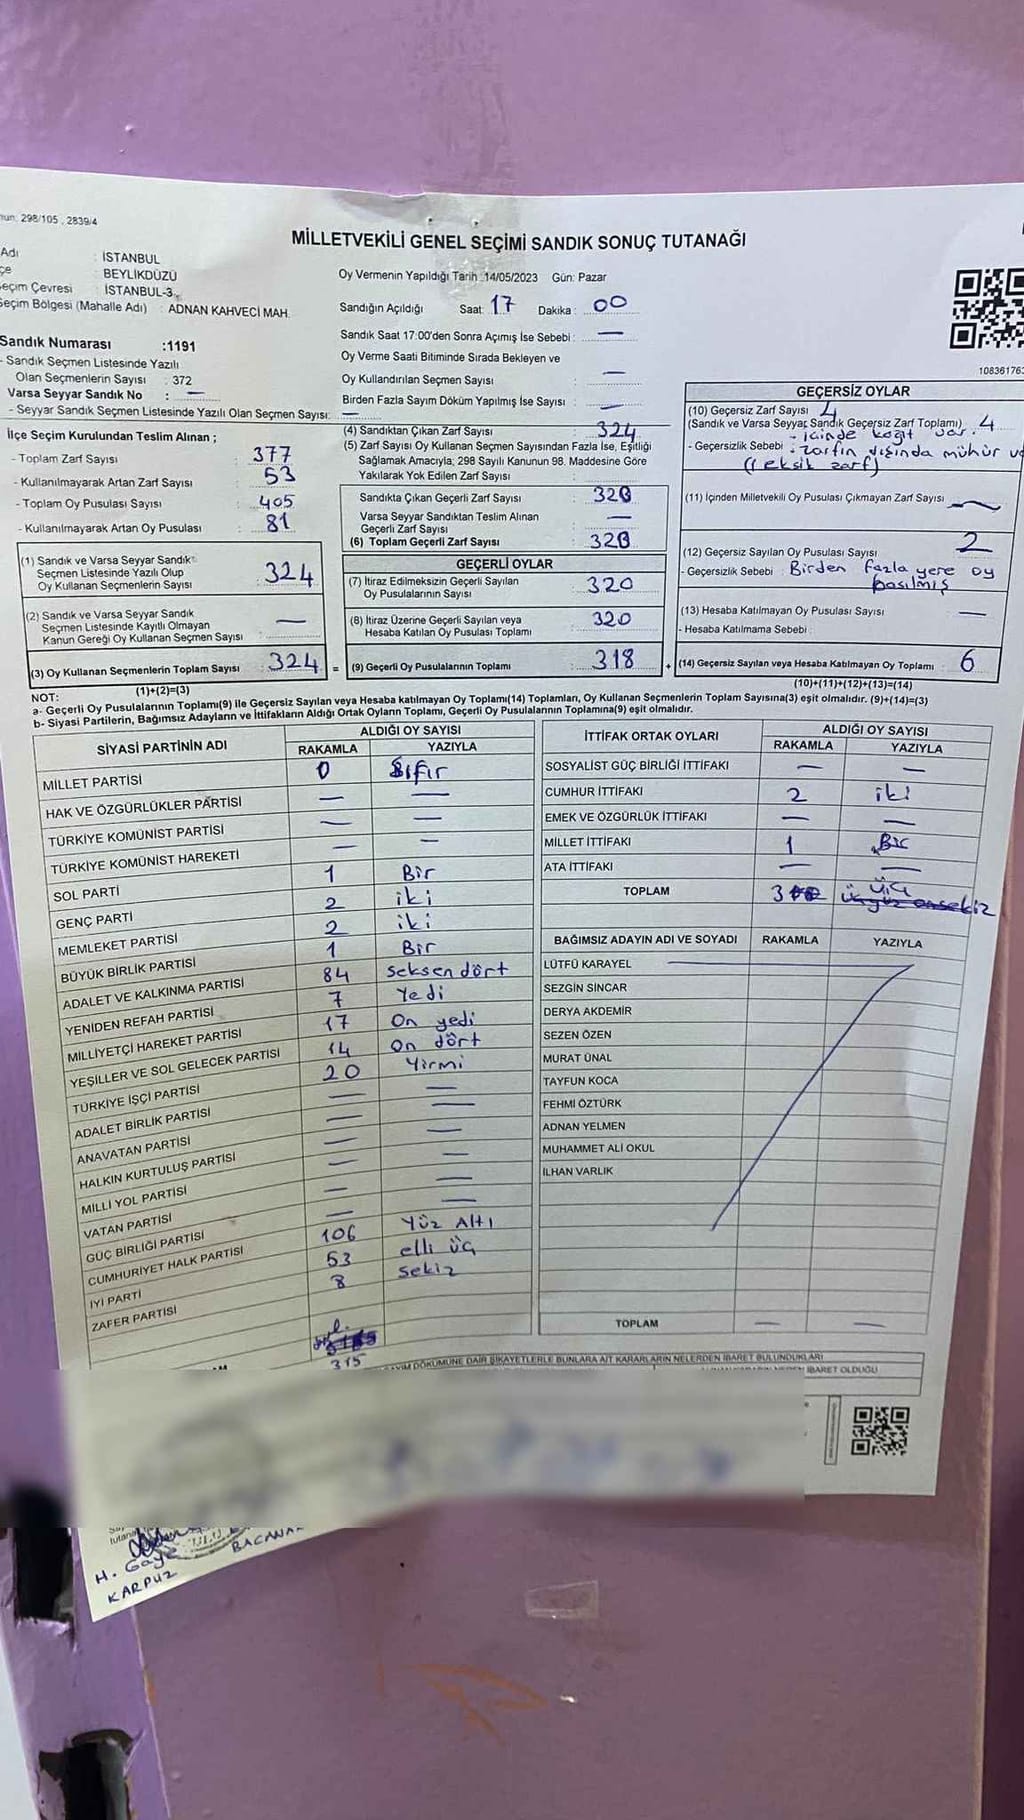 298/105 , 2839/4
MİLLETVEKİLİ GENEL SEÇİMİ SANDIK SONUÇ TUTANAĞI
Adı : İSTANBUL
BEYLİKDÜZÜ
Seçim Çevresi : İSTANBUL-3
Seçim Bölgesi (Mahalle Adı) : ADNAN KAHVECİ MAH.
Sandık Numarası :1191
- Sandık Seçmen Listesinde Yazılı
Olan Seçmenlerin Sayısı : 372
Varsa Seyyar Sandık No : —
- Seyyar Sandık Seçmen Listesinde Yazılı Olan Seçmen Sayısı: —
Oy Vermenin Yapıldığı Tarih :14/05/2023 Gün: Pazar
Sandığın Açıldığı Saat: 17 Dakika : 00
Sandık Saat 17:00'den Sonra Açımış İse Sebebi : —
Oy Verme Saati Bitiminde Sırada Bekleyen ve
Oy Kullandırılan Seçmen Sayısı : —
Birden Fazla Sayım Döküm Yapılmış İse Sayısı : —
10836176
İlçe Seçim Kurulundan Teslim Alınan ;
- Toplam Zarf Sayısı : 377
- Kullanılmayarak Artan Zarf Sayısı : 53
- Toplam Oy Pusulası Sayısı : 405
- Kullanılmayarak Artan Oy Pusulası : 81
(4) Sandıktan Çıkan Zarf Sayısı : 324
(5) Zarf Sayısı Oy Kullanan Seçmen Sayısından Fazla İse, Eşitliği
Sağlamak Amacıyla; 298 Sayılı Kanunun 98. Maddesine Göre
Yakılarak Yok Edilen Zarf Sayısı
Sandıkta Çıkan Geçerli Zarf Sayısı : 320
Varsa Seyyar Sandıktan Teslim Alınan
Geçerli Zarf Sayısı : —
(6) Toplam Geçerli Zarf Sayısı : 320
GEÇERSİZ OYLAR
(10) Geçersiz Zarf Sayısı 4
(Sandık ve Varsa Seyyar Sandık Geçersiz Zarf Toplamı) : 4
- Geçersizlik Sebebi : - içinde kağıt var.
- zarfın dışında mühür
(1 eksik zarf)
(11) İçinden Milletvekili Oy Pusulası Çıkmayan Zarf Sayısı : —
(12) Geçersiz Sayılan Oy Pusulası Sayısı : 2
- Geçersizlik Sebebi : Birden fazla yere oy
basılmış
(13) Hesaba Katılmayan Oy Pusulası Sayısı : —
- Hesaba Katılmama Sebebi :
(1) Sandık ve Varsa Seyyar Sandık
Seçmen Listesinde Yazılı Olup
Oy Kullanan Seçmenlerin Sayısı : 324
(2) Sandık ve Varsa Seyyar Sandık
Seçmen Listesinde Kayıtlı Olmayan
Kanun Gereği Oy Kullanan Seçmen Sayısı : —
GEÇERLİ OYLAR
(7) İtiraz Edilmeksizin Geçerli Sayılan
Oy Pusulalarının Sayısı : 320
(8) İtiraz Üzerine Geçerli Sayılan veya
Hesaba Katılan Oy Pusulası Toplamı : 320
(3) Oy Kullanan Seçmenlerin Toplam Sayısı : 324 = (9) Geçerli Oy Pusulalarının Toplamı : 318 + (14) Geçersiz Sayılan veya Hesaba Katılmayan Oy Toplamı : 6
(1)+(2)=(3)
(10)+(11)+(12)+(13)=(14)
NOT:
a- Geçerli Oy Pusulalarının Toplamı(9) ile Geçersiz Sayılan veya Hesaba katılmayan Oy Toplamı(14) Toplamları, Oy Kullanan Seçmenlerin Toplam Sayısına(3) eşit olmalıdır. (9)+(14)=(3)
b- Siyasi Partilerin, Bağımsız Adayların ve İttifakların Aldığı Ortak Oyların Toplamı, Geçerli Oy Pusulalarının Toplamına(9) eşit olmalıdır.
SİYASİ PARTİNİN ADI ALDIĞI OY SAYISI
RAKAMLA YAZIYLA
MİLLET PARTİSİ 0 Sıfır
HAK VE ÖZGÜRLÜKLER PARTİSİ — —
TÜRKİYE KOMÜNİST PARTİSİ — —
TÜRKİYE KOMÜNİST HAREKETİ — —
SOL PARTİ 1 Bir
GENÇ PARTİ 2 iki
MEMLEKET PARTİSİ 2 iki
BÜYÜK BİRLİK PARTİSİ 1 Bir
ADALET VE KALKINMA PARTİSİ 84 seksen dört
YENİDEN REFAH PARTİSİ 7 Yedi
MİLLİYETÇİ HAREKET PARTİSİ 17 On yedi
YEŞİLLER VE SOL GELECEK PARTİSİ 14 On dört
TÜRKİYE İŞÇİ PARTİSİ 20 Yirmi
ADALET BİRLİK PARTİSİ — —
ANAVATAN PARTİSİ — —
HALKIN KURTULUŞ PARTİSİ — —
MİLLİ YOL PARTİSİ — —
VATAN PARTİSİ — —
GÜÇ BİRLİĞİ PARTİSİ — —
CUMHURİYET HALK PARTİSİ 106 Yüz Altı
İYİ PARTİ 53 elli üç
ZAFER PARTİSİ 8 sekiz
315
İTTİFAK ORTAK OYLARI ALDIĞI OY SAYISI
RAKAMLA YAZIYLA
SOSYALİST GÜÇ BİRLİĞİ İTTİFAKI — —
CUMHUR İTTİFAKI 2 iki
EMEK VE ÖZGÜRLÜK İTTİFAKI — —
MİLLET İTTİFAKI 1 Bir
ATA İTTİFAKI — —
TOPLAM 3 üç
üçyüz onsekiz
BAĞIMSIZ ADAYIN ADI VE SOYADI RAKAMLA YAZIYLA
LÜTFÜ KARAYEL
SEZGİN SİNCAR
DERYA AKDEMİR
SEZEN ÖZEN
MURAT ÜNAL
TAYFUN KOCA
FEHMİ ÖZTÜRK
ADNAN YELMEN
MUHAMMET ALİ OKUL
İLHAN VARLIK
TOPLAM — —
SAYIM DÖKÜMÜNE DAİR ŞİKAYETLERLE BUNLARA AİT KARARLARIN NELERDEN İBARET BULUNDUKLARI
İBARET OLDUĞU
H. Gaye
KARPUZ